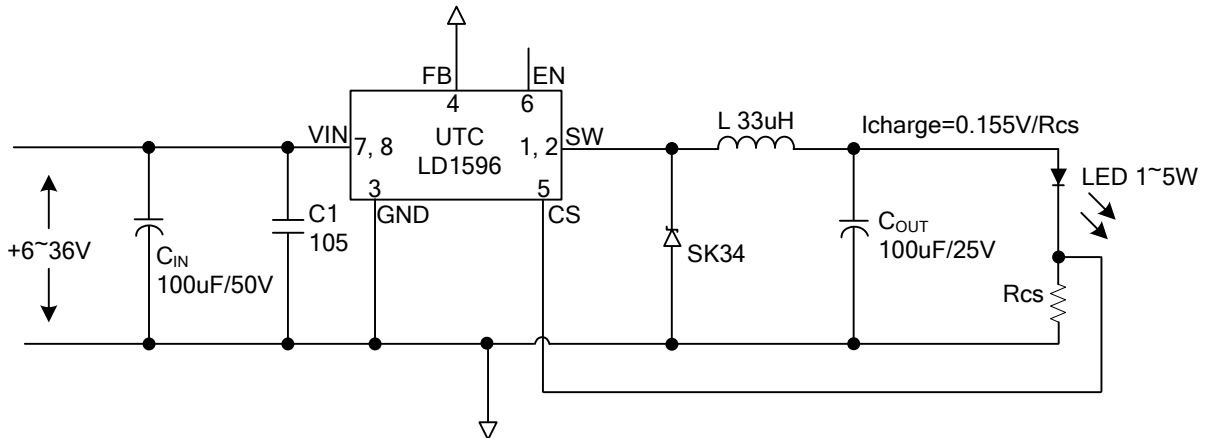 FB
EN
4
6
VIN
7, 8
UTC
LD1596
1, 2
SW
3
5
GND
CS
L 33uH
Icharge=0.155V/Rcs
LED 1~5W
+6~36V
CIN
100uF/50V
C1
105
SK34
COUT
100uF/25V
Rcs